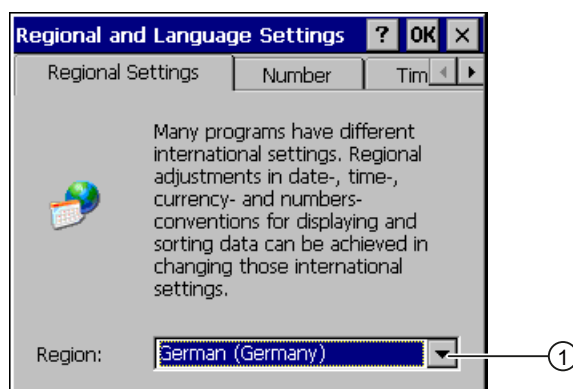 Regional and Language Settings ? OK ×
Regional Settings Number Tim
Many programs have different
international settings. Regional
adjustments in date-, time-,
currency- and numbers-
conventions for displaying and
sorting data can be achieved in
changing those international
settings.
Region: German (Germany) 1